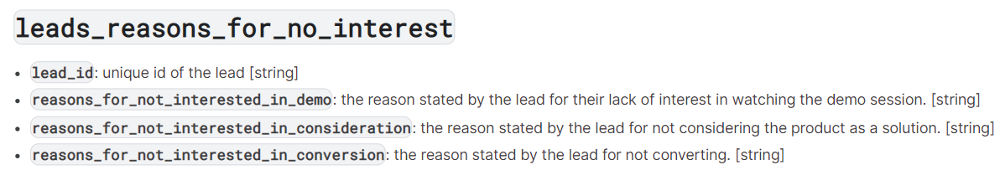 leads_reasons_for_no_interest
• lead_id: unique id of the lead [string]
• reasons_for_not_interested_in_demo: the reason stated by the lead for their lack of interest in watching the demo session. [string]
• reasons_for_not_interested_in_consideration: the reason stated by the lead for not considering the product as a solution. [string]
• reasons_for_not_interested_in_conversion: the reason stated by the lead for not converting. [string]